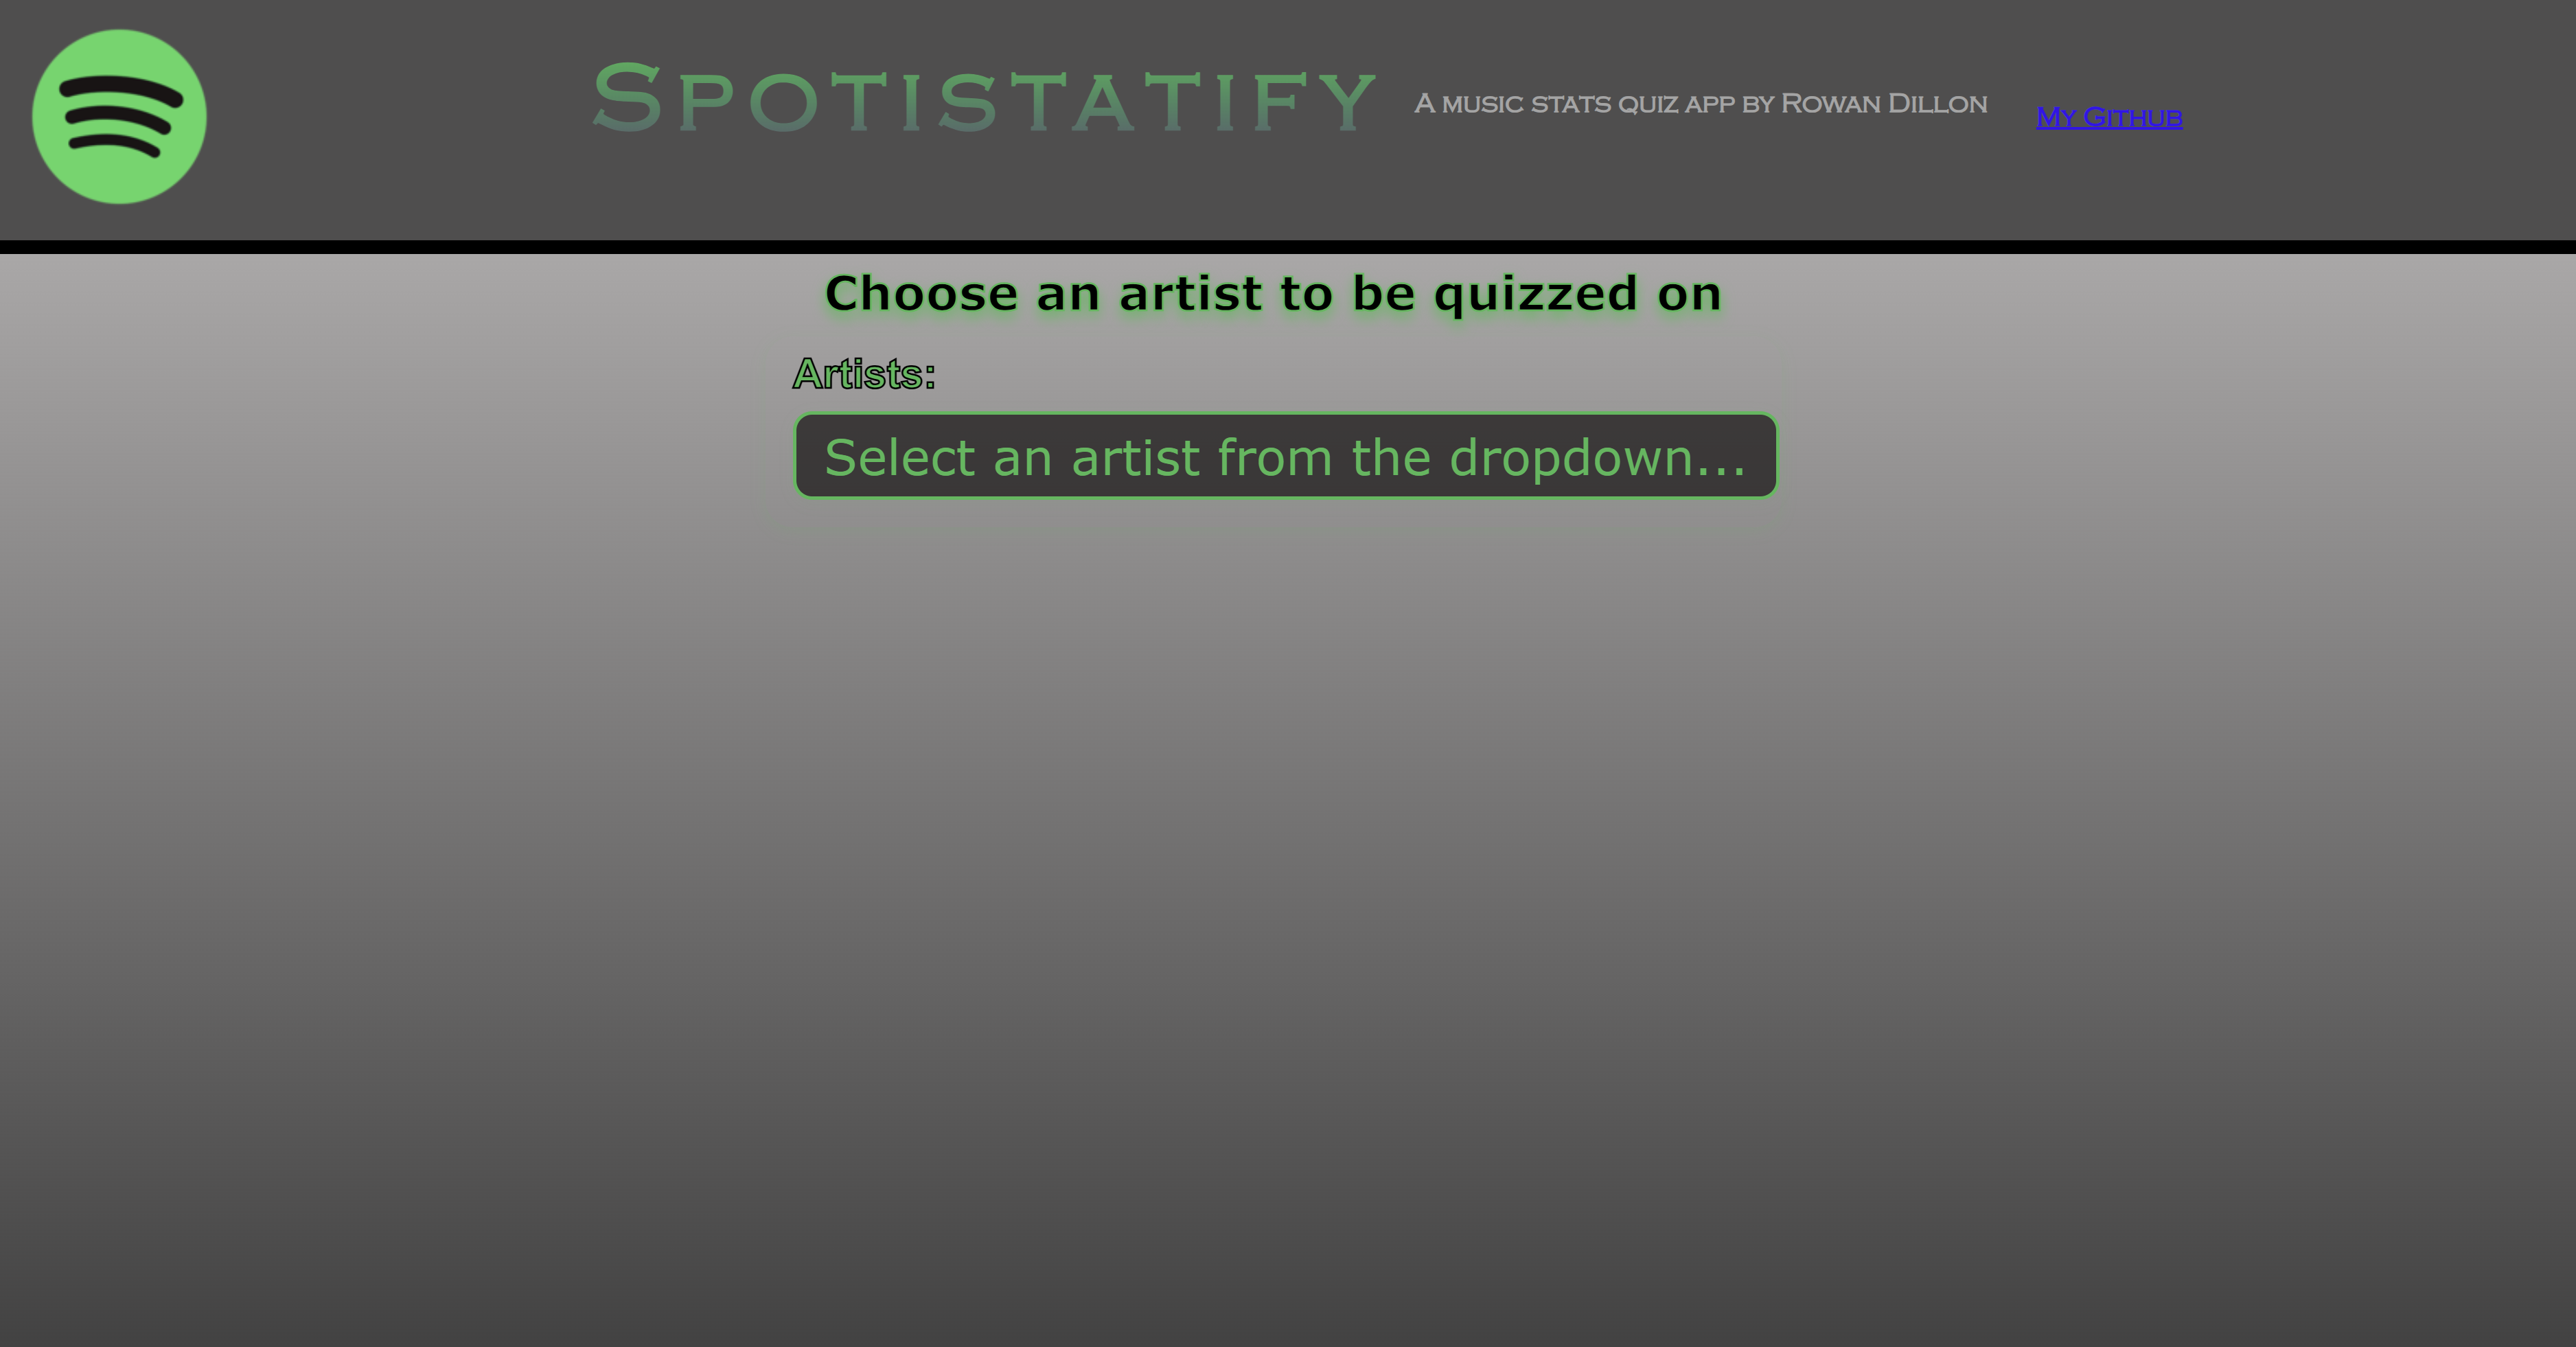 Spotistatify
A music stats quiz app by Rowan Dillon
My Github
Choose an artist to be quizzed on
Artists:
Select an artist from the dropdown...